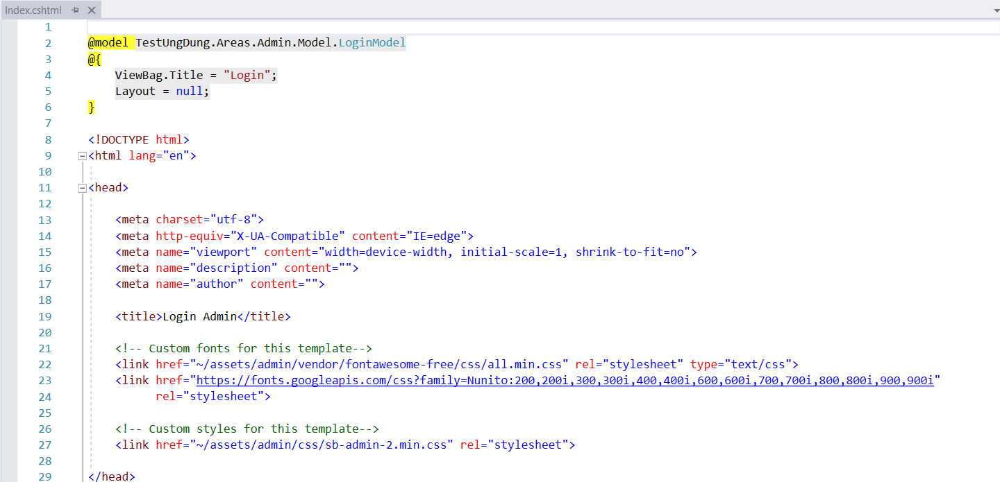 Index.cshtml
1
2 @model TestUngDung.Areas.Admin.Model.LoginModel
3 @{
4 ViewBag.Title = "Login";
5 Layout = null;
6 }
7
8 <!DOCTYPE html>
9 <html lang="en">
10
11 <head>
12
13 <meta charset="utf-8">
14 <meta http-equiv="X-UA-Compatible" content="IE=edge">
15 <meta name="viewport" content="width=device-width, initial-scale=1, shrink-to-fit=no">
16 <meta name="description" content="">
17 <meta name="author" content="">
18
19 <title>Login Admin</title>
20
21 <!-- Custom fonts for this template-->
22 <link href="~/assets/admin/vendor/fontawesome-free/css/all.min.css" rel="stylesheet" type="text/css">
23 <link href="https://fonts.googleapis.com/css?family=Nunito:200,200i,300,300i,400,400i,600,600i,700,700i,800,800i,900,900i"
24 rel="stylesheet">
25
26 <!-- Custom styles for this template-->
27 <link href="~/assets/admin/css/sb-admin-2.min.css" rel="stylesheet">
28
29 </head>